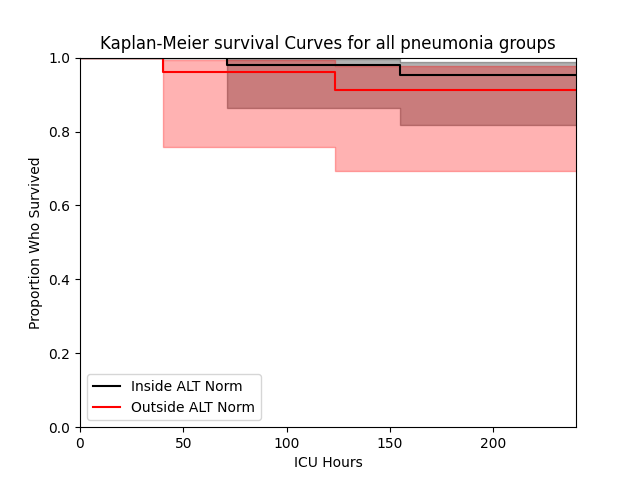 Kaplan-Meier survival Curves for all pneumonia groups
1.0
0.8
0.6
0.4
0.2
0.0
Proportion Who Survived
Inside ALT Norm
Outside ALT Norm
0 50 100 150 200
ICU Hours